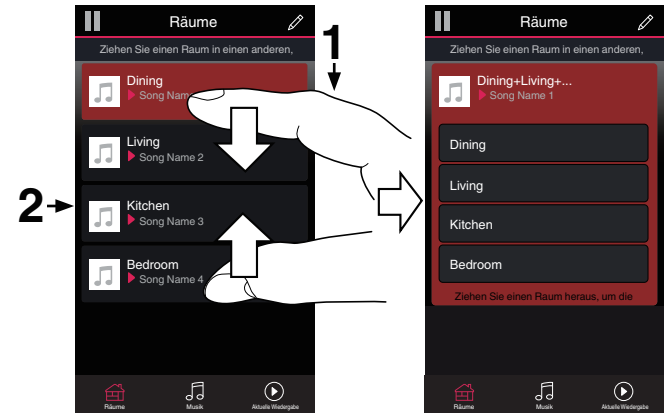 Räume
Ziehen Sie einen Raum in einen anderen,
1
Dining
Song Nam
Living
Song Name 2
2
Kitchen
Song Name 3
Bedroom
Song Name 4
Räume
Musik
Aktuelle Wiedergabe
Räume
Ziehen Sie einen Raum in einen anderen,
Dining+Living+...
Song Name 1
Dining
Living
Kitchen
Bedroom
Ziehen Sie einen Raum heraus, um die
Räume
Musik
Aktuelle Wiedergabe